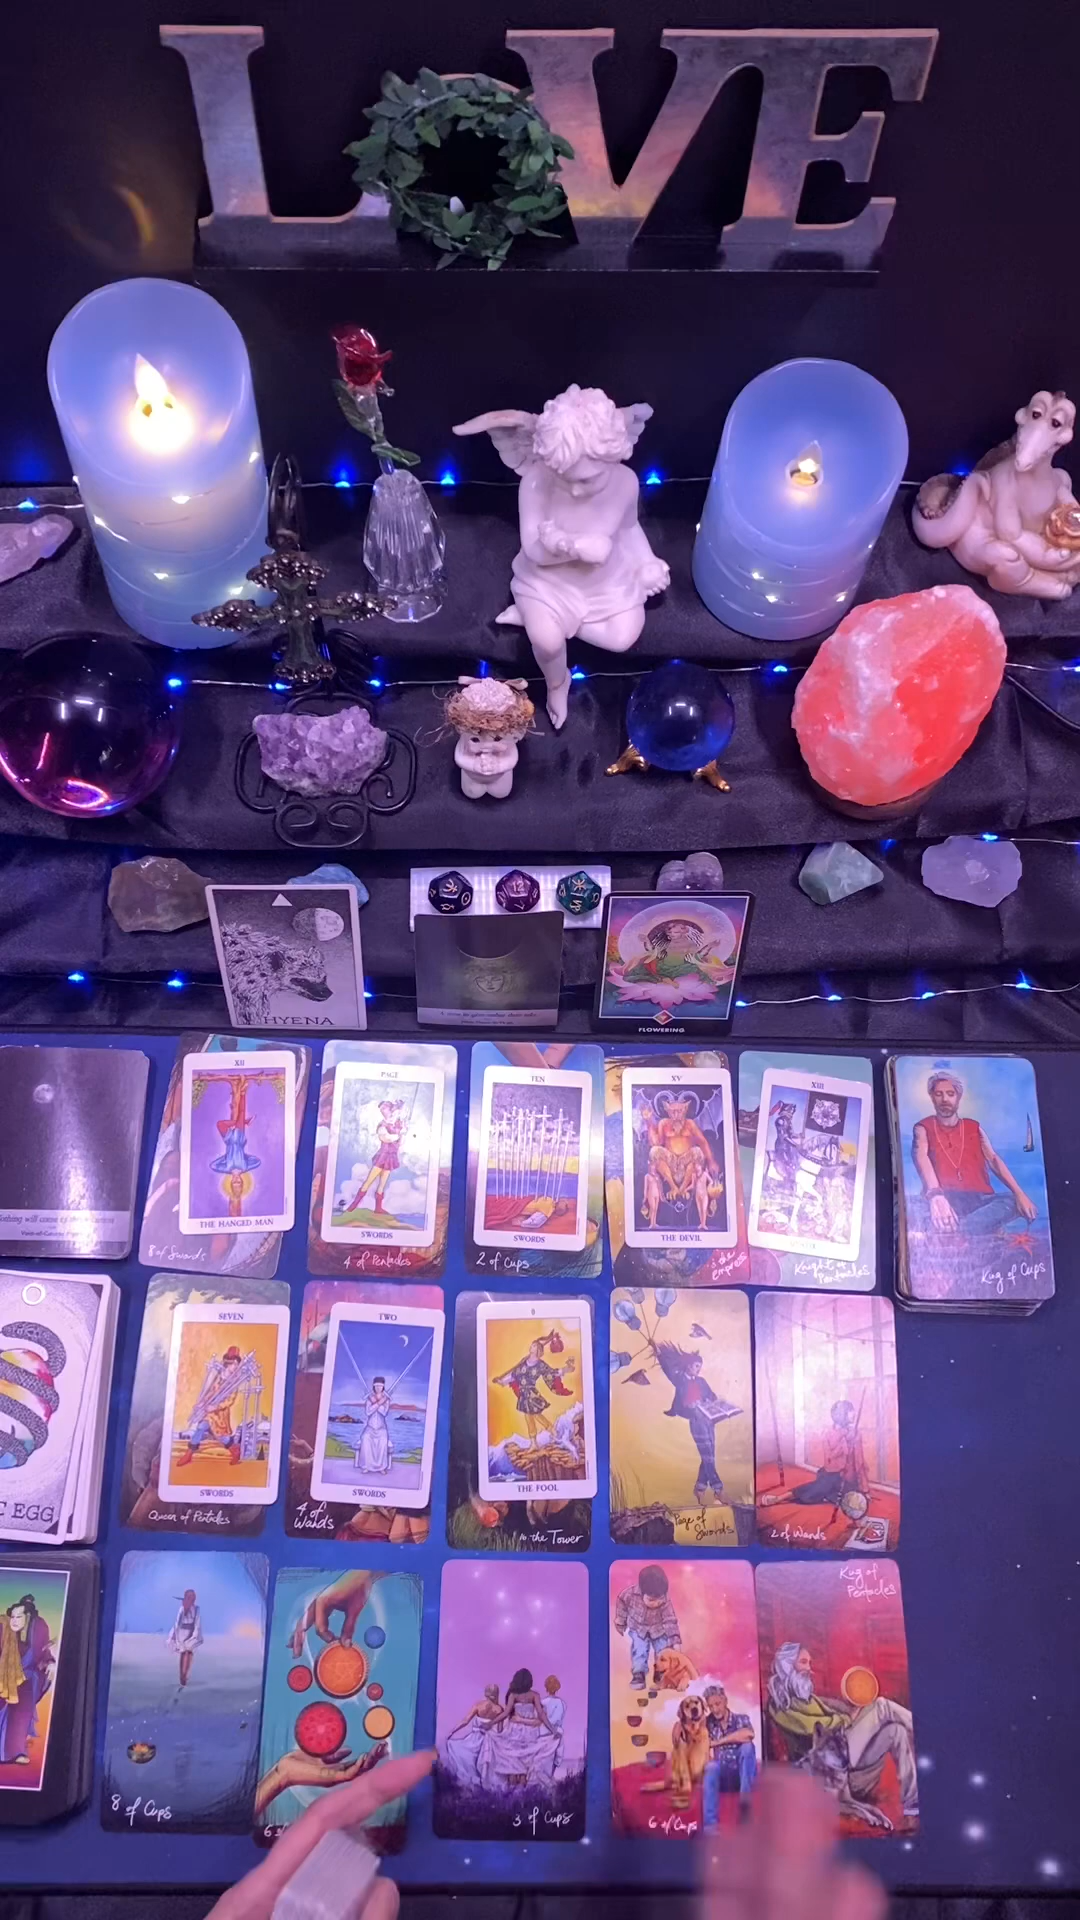 LOVE
HYENA
FLOWERING
XII
THE HANGED MAN
8 of Swords
PAGE
SWORDS
4 of Pentacles
TEN
SWORDS
2 of Cups
XV
THE DEVIL
the empress
XIII
Knight of Pentacles
King of Cups
EGG
SEVEN
SWORDS
Queen of Pentacles
TWO
SWORDS
4 of
Wands
0
THE FOOL
the Tower
Page of
Swords
2 of Wands
8 of Cups
3 of Cups
6 of Cups
King of
Pentacles